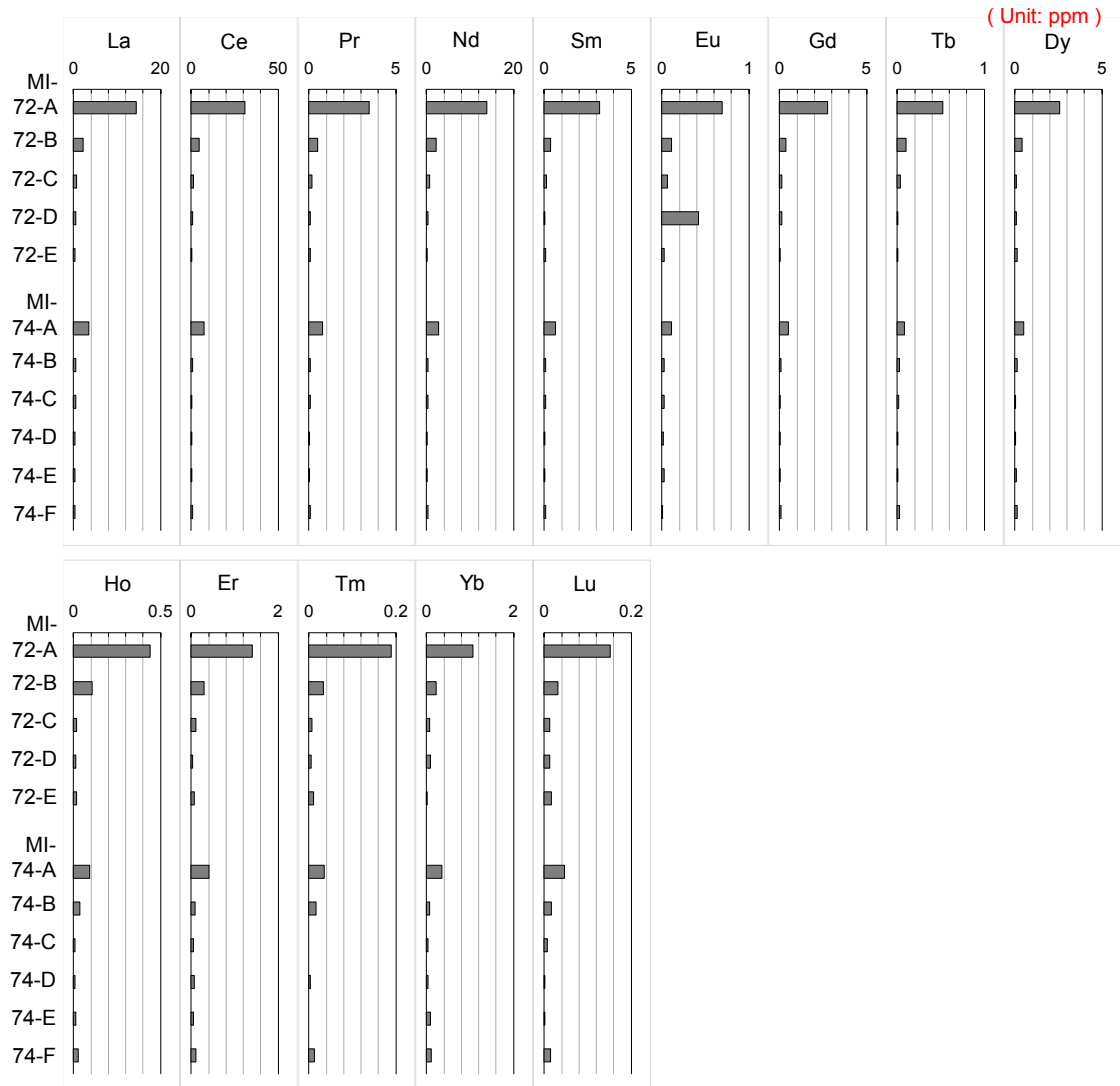 ( Unit: ppm )
La Ce Pr Nd Sm Eu Gd Tb Dy
0 20 0 50 0 5 0 20 0 5 0 1 0 5 0 1 0 5
MI-
72-A
72-B
72-C
72-D
72-E
MI-
74-A
74-B
74-C
74-D
74-E
74-F
Ho Er Tm Yb Lu
0 0.5 0 2 0 0.2 0 2 0 0.2
MI-
72-A
72-B
72-C
72-D
72-E
MI-
74-A
74-B
74-C
74-D
74-E
74-F